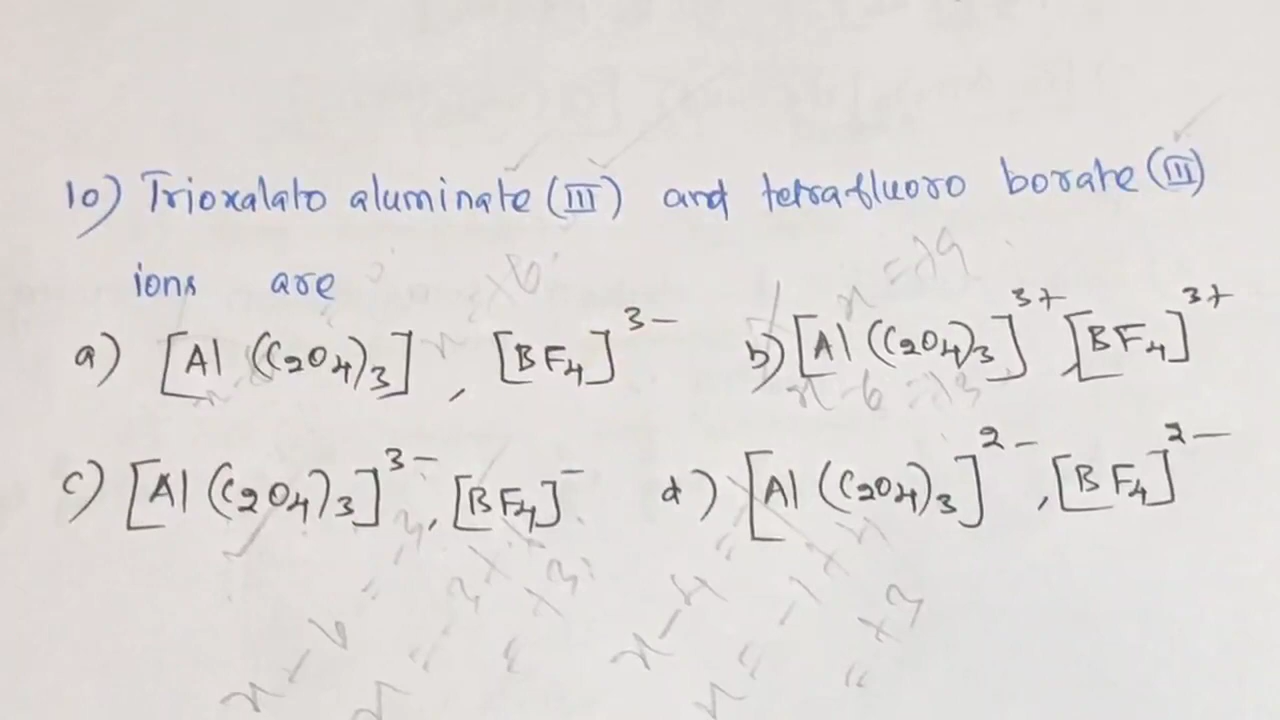 10) Trioxalato aluminate (III) and tetrafluoro borate (III)
ions are
a) [Al (C₂O₄)₃] , [BF₄]³⁻ b) [Al (C₂O₄)₃]³⁺, [BF₄]³⁺
c) [Al (C₂O₄)₃]³⁻, [BF₄]⁻ d) [Al (C₂O₄)₃]²⁻, [BF₄]²⁻